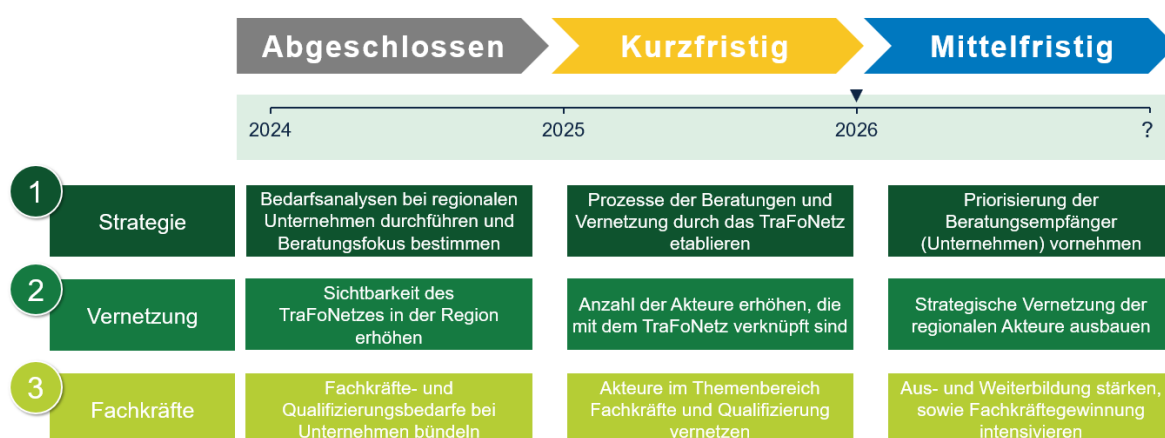 Abgeschlossen
Kurzfristig
Mittelfristig
2024
2025
2026
?
1
Strategie
Bedarfsanalysen bei regionalen
Unternehmen durchführen und
Beratungsfokus bestimmen
Prozesse der Beratungen und
Vernetzung durch das TraFoNetz
etablieren
Priorisierung der
Beratungsempfänger
(Unternehmen) vornehmen
2
Vernetzung
Sichtbarkeit des
TraFoNetzes in der Region
erhöhen
Anzahl der Akteure erhöhen, die
mit dem TraFoNetz verknüpft sind
Strategische Vernetzung der
regionalen Akteure ausbauen
3
Fachkräfte
Fachkräfte- und
Qualifizierungsbedarfe bei
Unternehmen bündeln
Akteure im Themenbereich
Fachkräfte und Qualifizierung
vernetzen
Aus- und Weiterbildung stärken,
sowie Fachkräftegewinnung
intensivieren